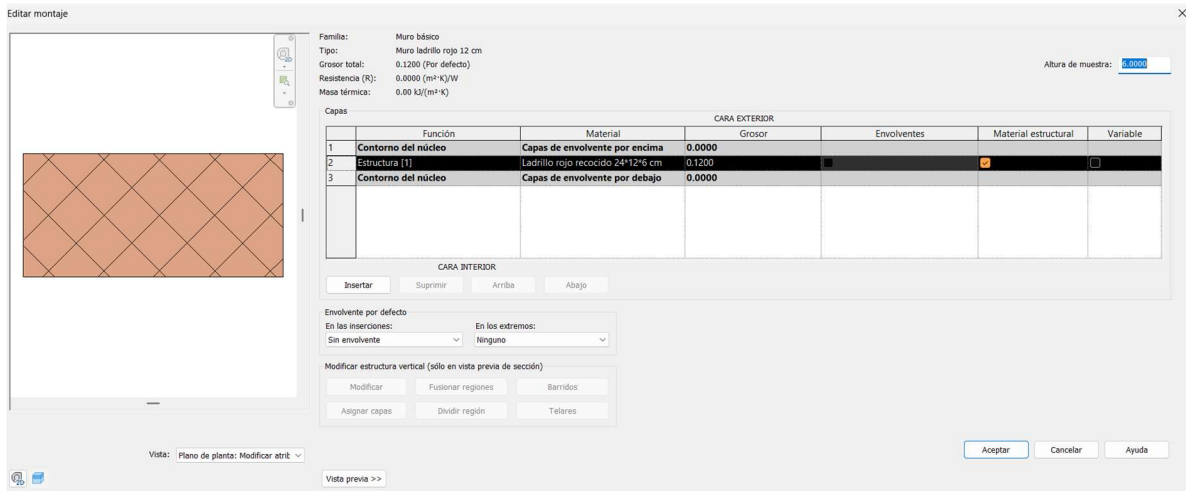 Editar montaje
Familia: Muro básico
Tipo: Muro ladrillo rojo 12 cm
Grosor total: 0.1200 (Por defecto)
Resistencia (R): 0.0000 (m²·K)/W
Masa térmica: 0.00 kJ/(m²·K)
Altura de muestra: 6.0000
Capas
CARA EXTERIOR
Función Material Grosor Envolventes Material estructural Variable
1 Contorno del núcleo Capas de envolvente por encima 0.0000
2 Estructura [1] Ladrillo rojo recocido 24*12*6 cm 0.1200
3 Contorno del núcleo Capas de envolvente por debajo 0.0000
CARA INTERIOR
Insertar Suprimir Arriba Abajo
Envolvente por defecto
En las inserciones: En los extremos:
Sin envolvente Ninguno
Modificar estructura vertical (sólo en vista previa de sección)
Modificar Fusionar regiones Barridos
Asignar capas Dividir región Telares
Vista: Plano de planta: Modificar atrib
Aceptar Cancelar Ayuda
2D
Vista previa >>